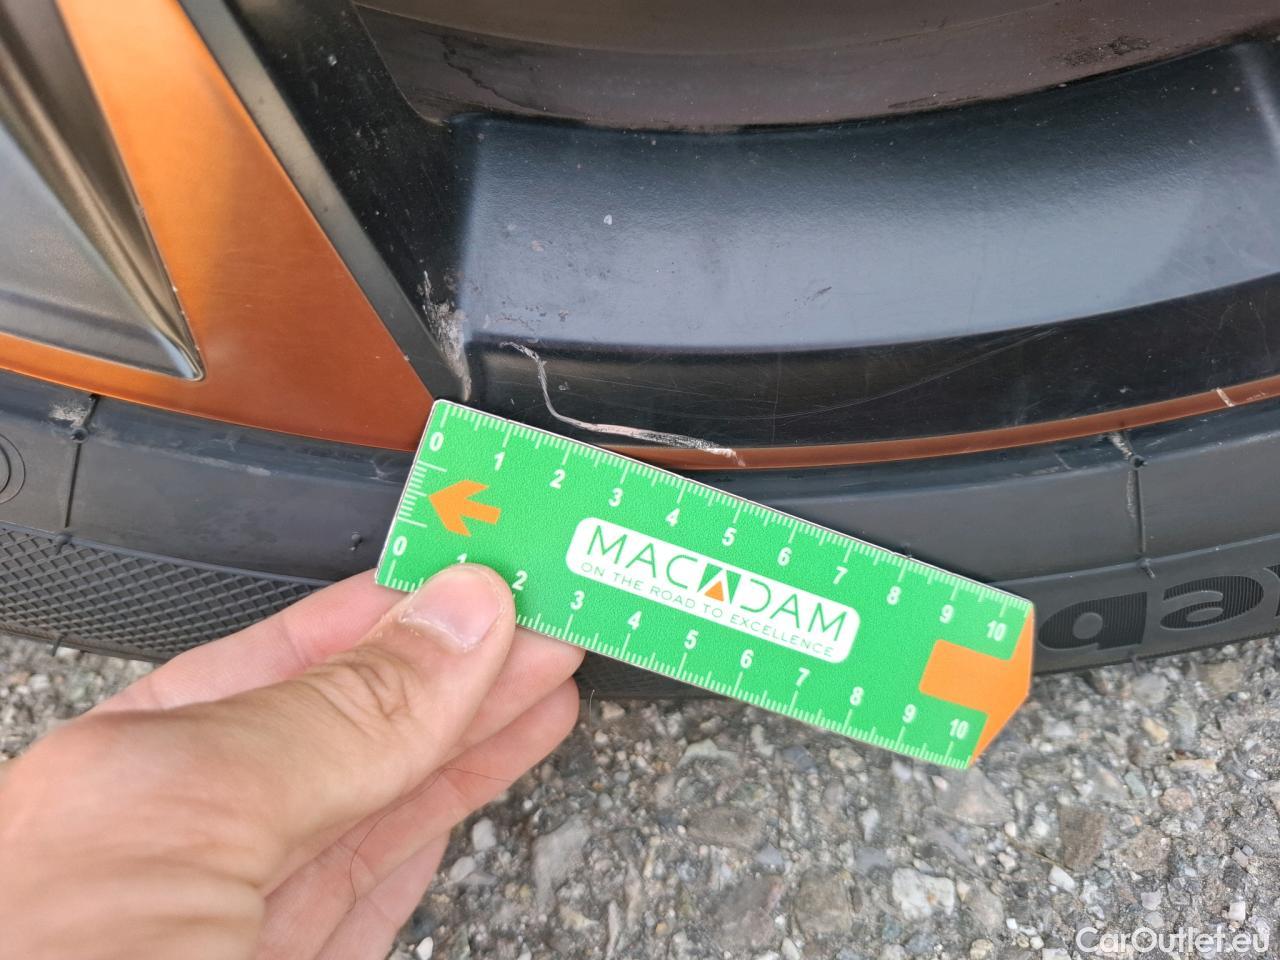 0 1 2 3 4 5 6 7 8 9 10
MACADAM
ON THE ROAD TO EXCELLENCE
0 1 2 3 4 5 6 7 8 9 10
CarOutlet.eu